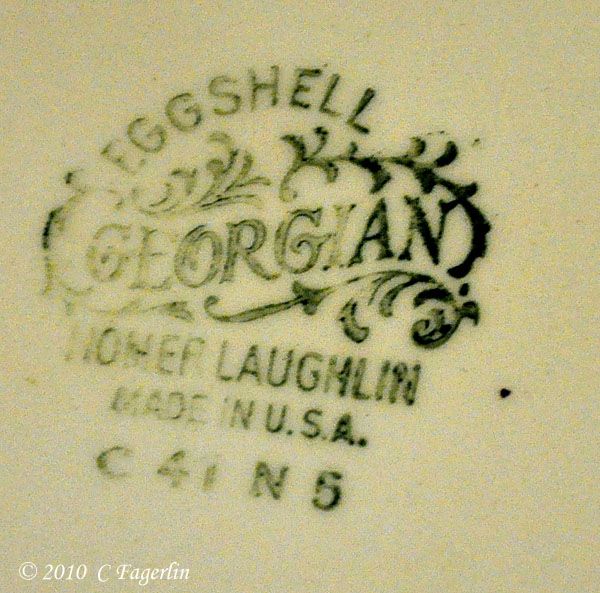 EGGSHELL
GEORGIAN
HOMER LAUGHLIN
MADE IN U.S.A.
C 41 N 5
© 2010 C Fagerlin